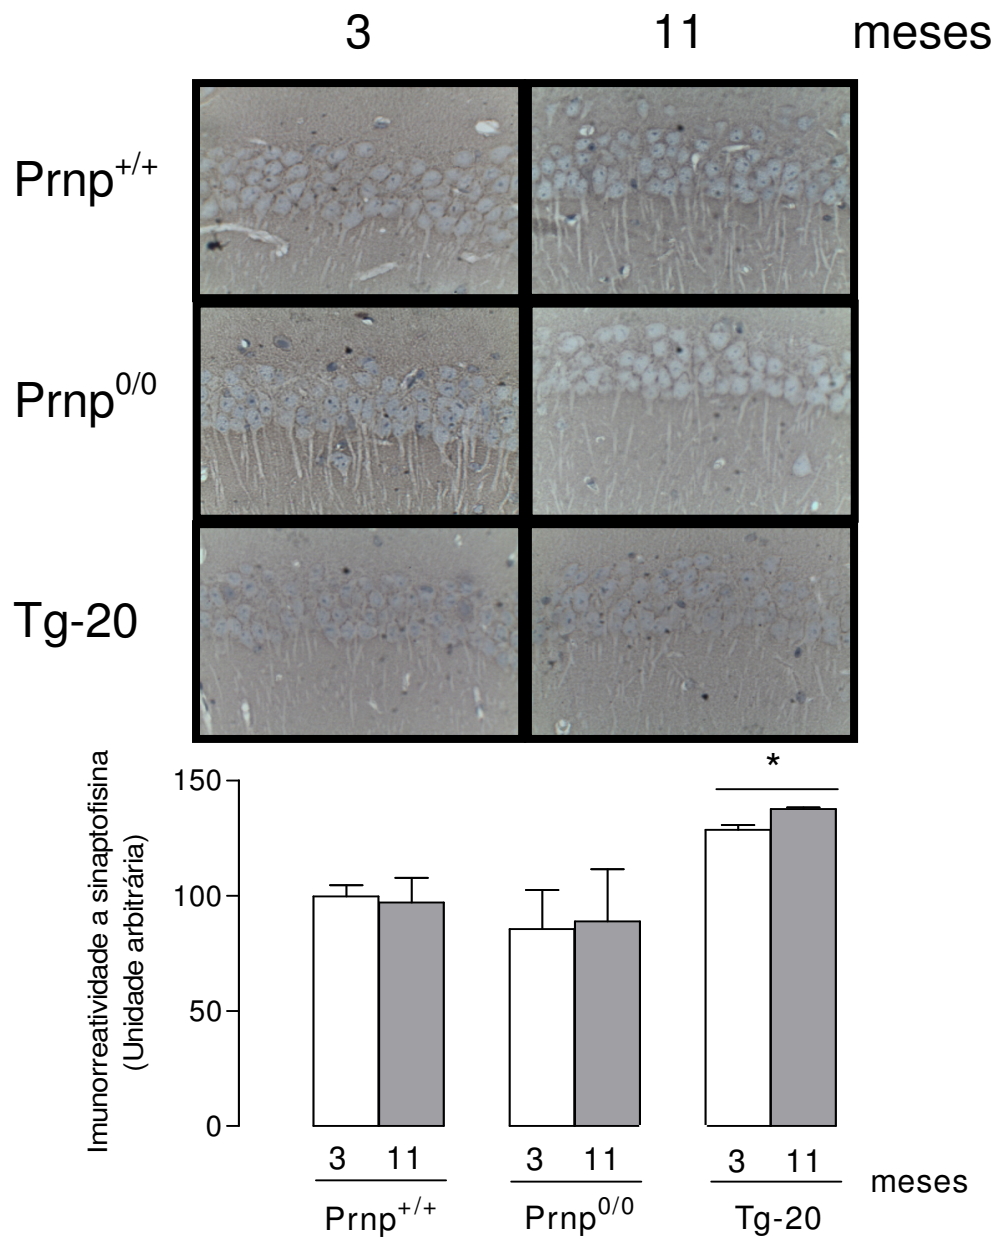 3 11 meses
Prnp+/+
Prnp0/0
Tg-20
*
Imunorreatividade a sinaptofisina
(Unidade arbitrária)
150
100
50
0
3 11 3 11 3 11 meses
Prnp+/+ Prnp0/0 Tg-20